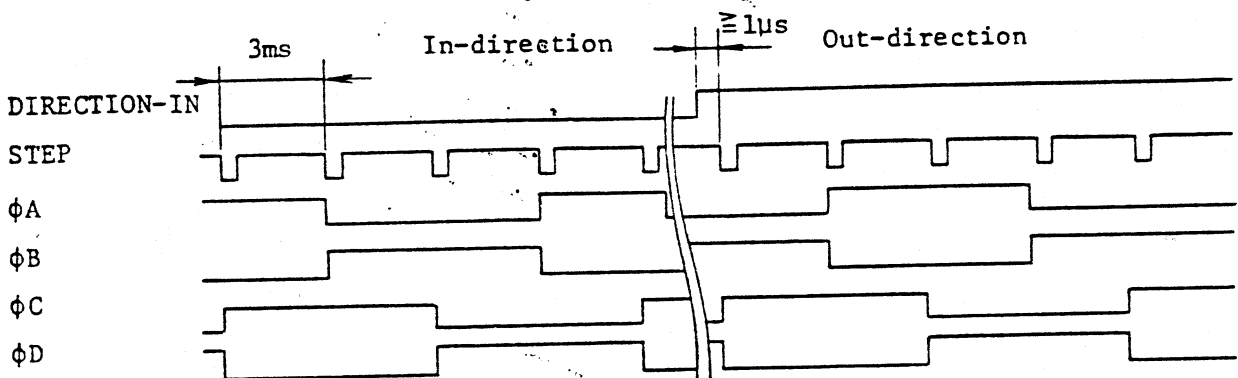 ≧1μs
3ms In-direction Out-direction
DIRECTION-IN
STEP
ϕA
ϕB
ϕC
ϕD